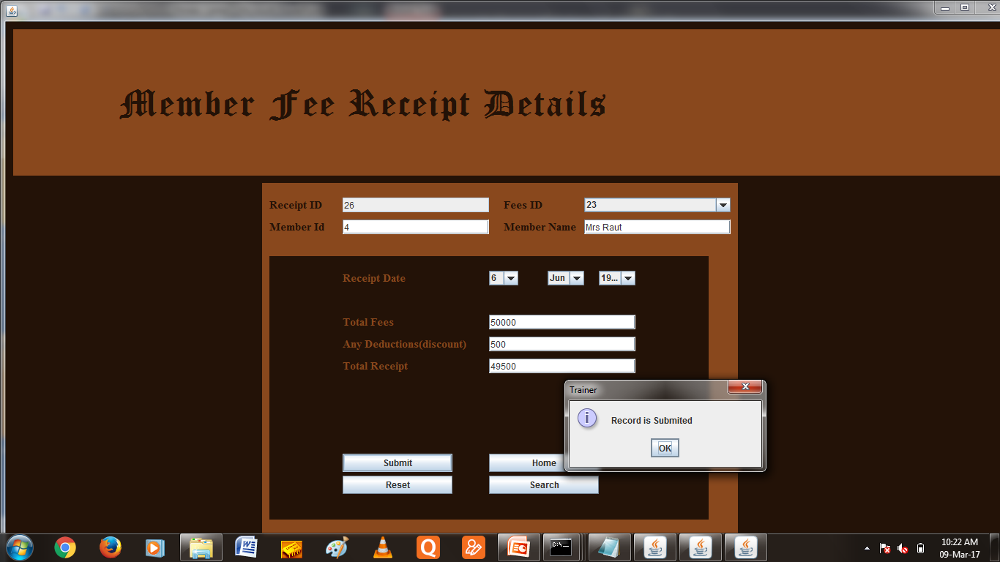 Member Fee Receipt Details
Receipt ID 26 Fees ID 23
Member Id 4 Member Name Mrs Raut
Receipt Date 6 Jun 19...
Total Fees 50000
Any Deductions(discount) 500
Total Receipt 49500
Trainer
Record is Submited
OK
Submit Home
Reset Search
10:22 AM
09-Mar-17